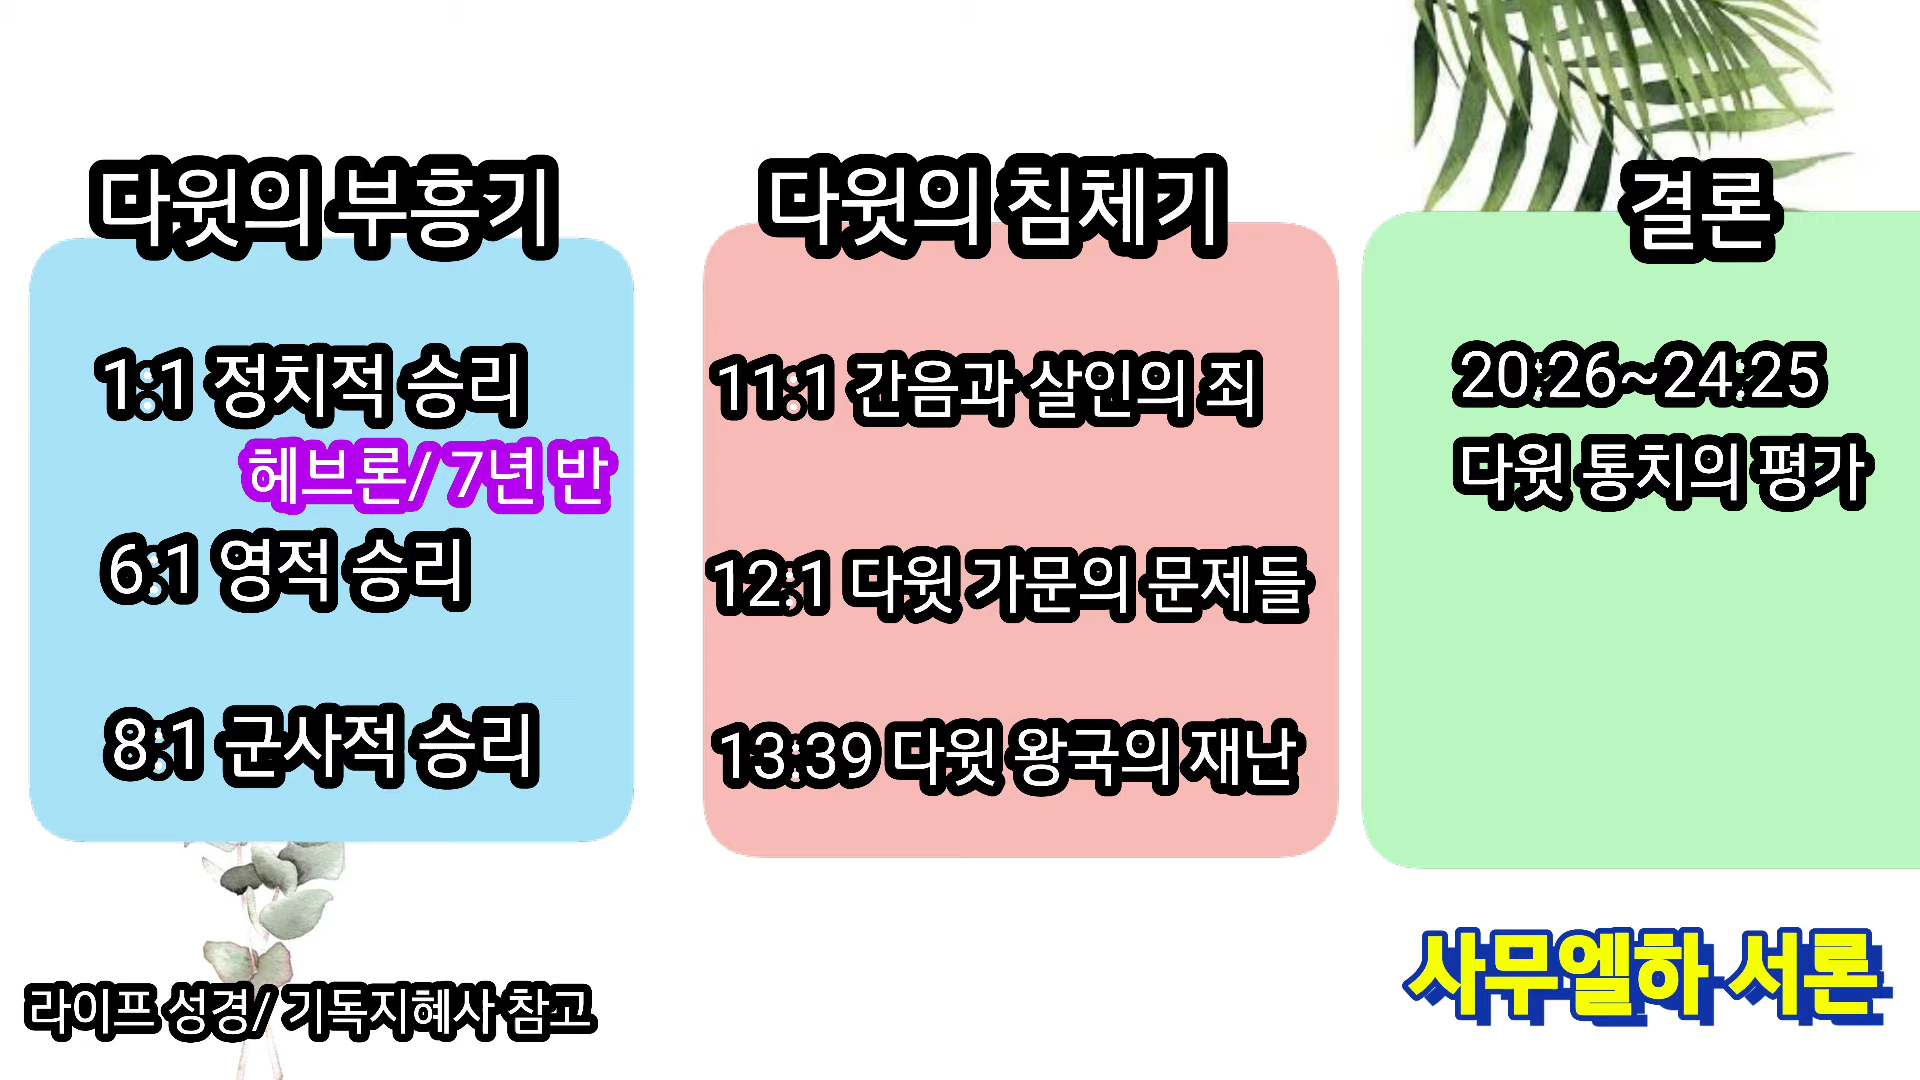 다윗의 부흥기
1:1 정치적 승리
헤브론/ 7년 반
6:1 영적 승리
8:1 군사적 승리
다윗의 침체기
11:1 간음과 살인의 죄
12:1 다윗 가문의 문제들
13:39 다윗 왕국의 재난
결론
20:26~24:25
다윗 통치의 평가
라이프 성경/ 기독지혜사 참고
사무엘하 서론